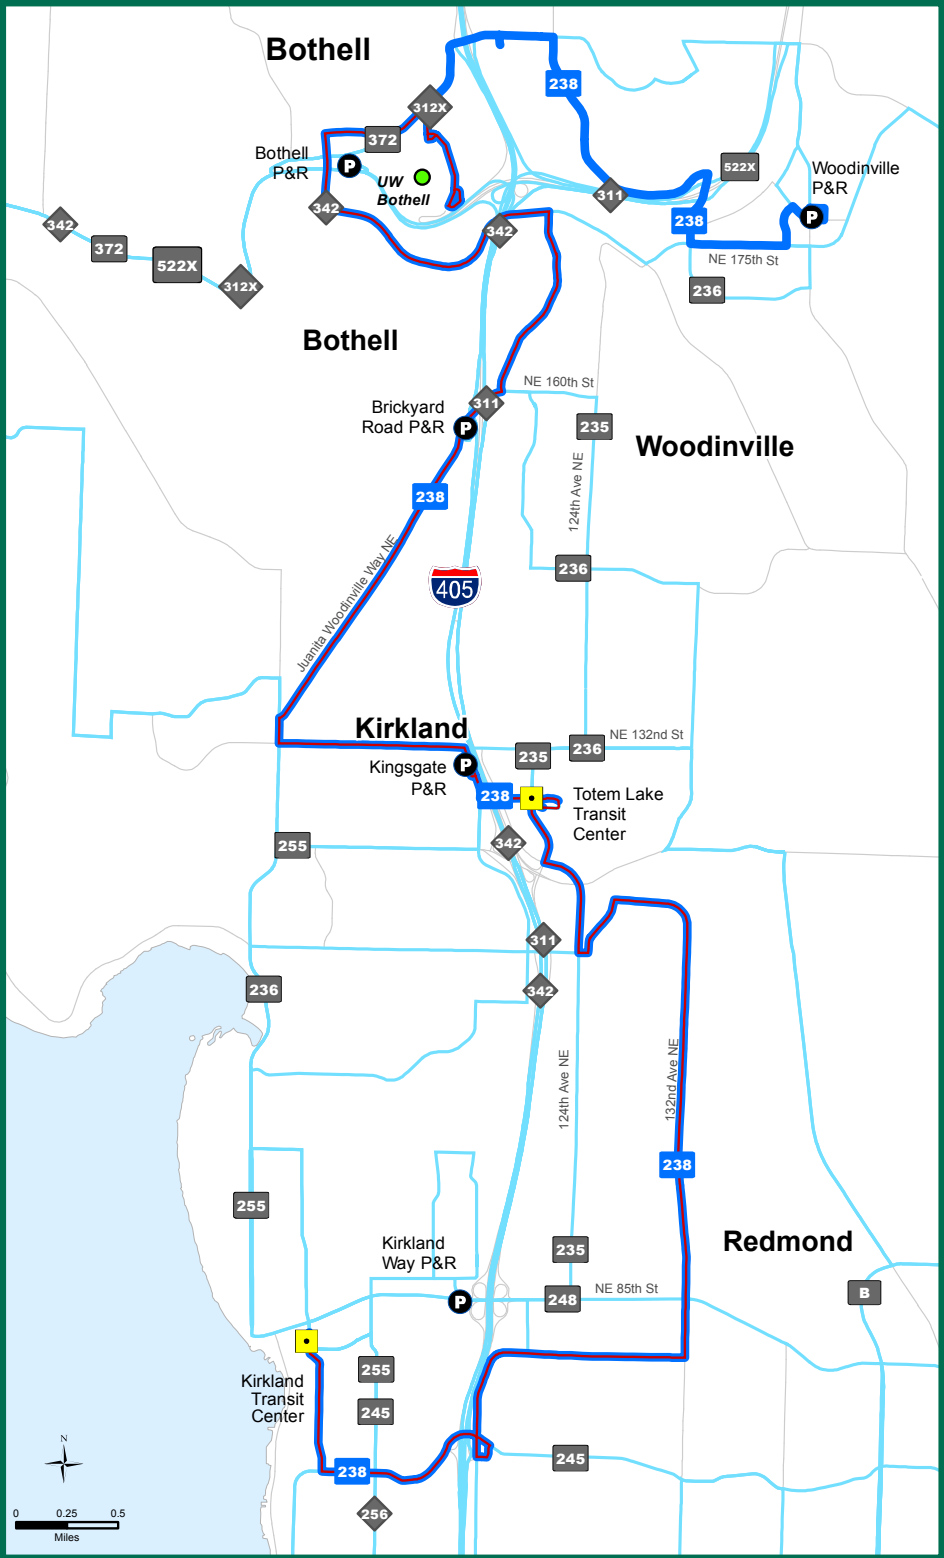 Bothell
238
312X
372
Bothell
P&R
P
UW
Bothell
522X
Woodinville
P&R
P
311
342
342
238
342
372
522X
312X
NE 175th St
236
Bothell
NE 160th St
311
Brickyard
Road P&R
P
235
Woodinville
124th Ave NE
238
236
405
Juanita Woodinville Way NE
Kirkland
NE 132nd St
235
236
Kingsgate
P&R
P
238
Totem Lake
Transit
Center
255
342
311
236
342
124th Ave NE
132nd Ave NE
238
255
Redmond
Kirkland
Way P&R
235
NE 85th St
P
248
B
Kirkland
Transit
Center
255
245
N
238
245
256
0 0.25 0.5
Miles